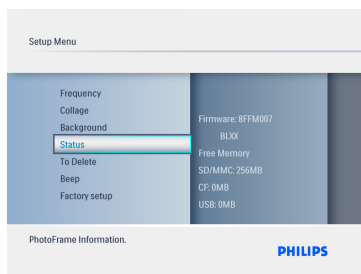 Setup Menu
Frequency
Collage
Background
Status
To Delete
Beep
Factory setup
Firmware: 8FFM007
BLXX
Free Memory
SD/MMC: 256MB
CF: 0MB
USB: 0MB
PhotoFrame Information.
PHILIPS